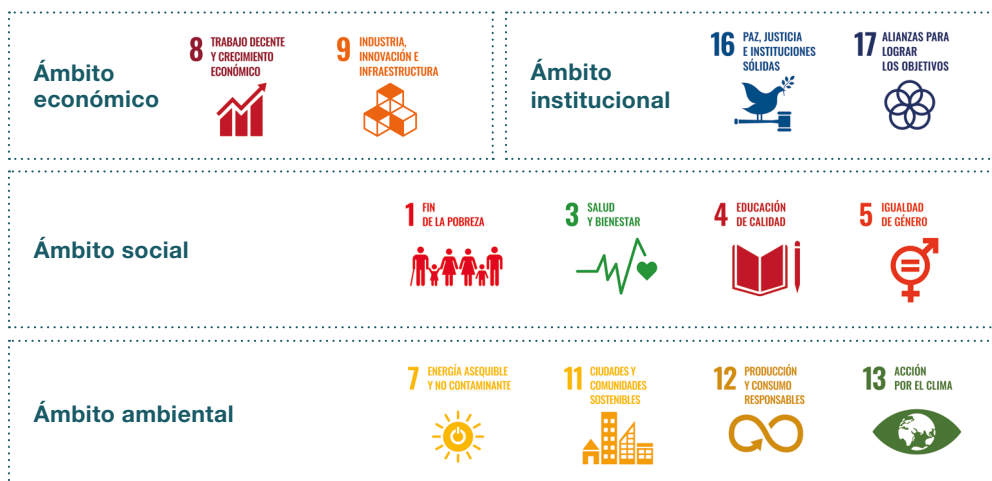 Ámbito
económico
8 TRABAJO DECENTE
Y CRECIMIENTO
ECONÓMICO
9 INDUSTRIA,
INNOVACIÓN E
INFRAESTRUCTURA
Ámbito
institucional
16 PAZ, JUSTICIA
E INSTITUCIONES
SÓLIDAS
17 ALIANZAS PARA
LOGRAR
LOS OBJETIVOS
Ámbito social
1 FIN
DE LA POBREZA
3 SALUD
Y BIENESTAR
4 EDUCACIÓN
DE CALIDAD
5 IGUALDAD
DE GÉNERO
Ámbito ambiental
7 ENERGÍA ASEQUIBLE
Y NO CONTAMINANTE
11 CIUDADES Y
COMUNIDADES
SOSTENIBLES
12 PRODUCCIÓN
Y CONSUMO
RESPONSABLES
13 ACCIÓN
POR EL CLIMA